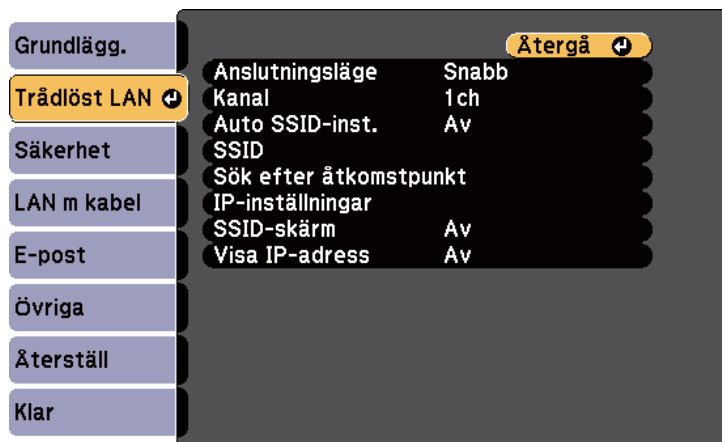 Grundlägg.
Trådlöst LAN
Säkerhet
LAN m kabel
E-post
Övriga
Återställ
Klar
Återgå
Anslutningsläge Snabb
Kanal 1ch
Auto SSID-inst. Av
SSID
Sök efter åtkomstpunkt
IP-inställningar
SSID-skärm Av
Visa IP-adress Av